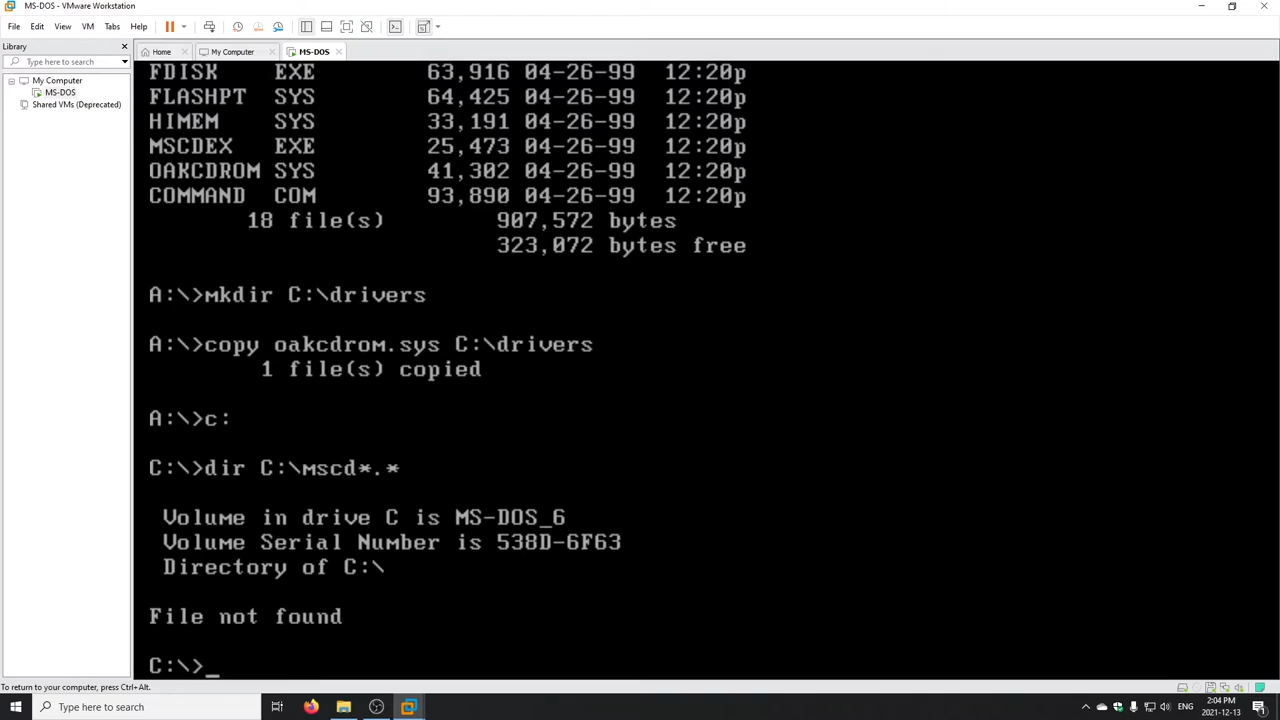 MS-DOS - VMware Workstation
File Edit View VM Tabs Help
Library
Type here to search
My Computer
MS-DOS
Shared VMs (Deprecated)
Home My Computer MS-DOS
FDISK EXE 63,916 04-26-99 12:20p
FLASHPT SYS 64,425 04-26-99 12:20p
HIMEM SYS 33,191 04-26-99 12:20p
MSCDEX EXE 25,473 04-26-99 12:20p
OAKCDROM SYS 41,302 04-26-99 12:20p
COMMAND COM 93,890 04-26-99 12:20p
18 file(s) 907,572 bytes
323,072 bytes free
A:\>mkdir C:\drivers
A:\>copy oakcdrom.sys C:\drivers
1 file(s) copied
A:\>c:
C:\>dir C:\mscd*.*
Volume in drive C is MS-DOS_6
Volume Serial Number is 538D-6F63
Directory of C:\
File not found
C:\>_
To return to your computer, press Ctrl+Alt.
Type here to search
ENG
2:04 PM
2021-12-13
1